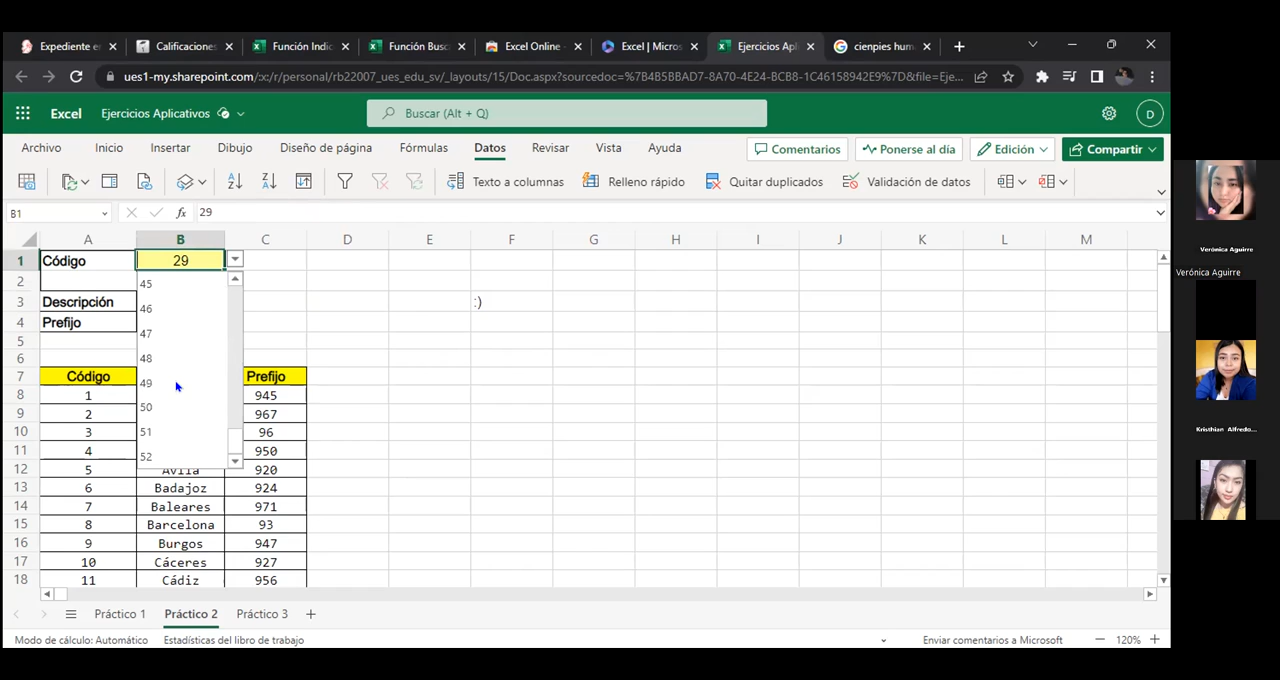 Expediente e
Calificaciones
Función Indic
Función Busc
Excel Online -
Excel | Micros
Ejercicios Apl
cienpies hum
ues1-my.sharepoint.com/:x:/r/personal/rb22007_ues_edu_sv/_layouts/15/Doc.aspx?sourcedoc=%7B4B5BBAD7-8A70-4E24-BCB8-1C46158942E9%7D&file=Eje...
Excel Ejercicios Aplicativos
Buscar (Alt + Q)
D
Archivo Inicio Insertar Dibujo Diseño de página Fórmulas Datos Revisar Vista Ayuda
Comentarios Ponerse al día Edición Compartir
Texto a columnas Relleno rápido Quitar duplicados Validación de datos
B1 fx 29
A B C D E F G H I J K L M
1 Código 29
2 45
3 Descripción 46 :)
4 Prefijo 47
5 48
6 49
7 Código Prefijo
8 1 50 945
9 2 967
10 3 51 96
11 4 52 950
12 5 Ávila 920
13 6 Badajoz 924
14 7 Baleares 971
15 8 Barcelona 93
16 9 Burgos 947
17 10 Cáceres 927
18 11 Cádiz 956
Práctico 1 Práctico 2 Práctico 3
Modo de cálculo: Automático Estadísticas del libro de trabajo
Enviar comentarios a Microsoft 120%
Verónica Aguirre
Verónica Aguirre
Kristhian Alfredo...